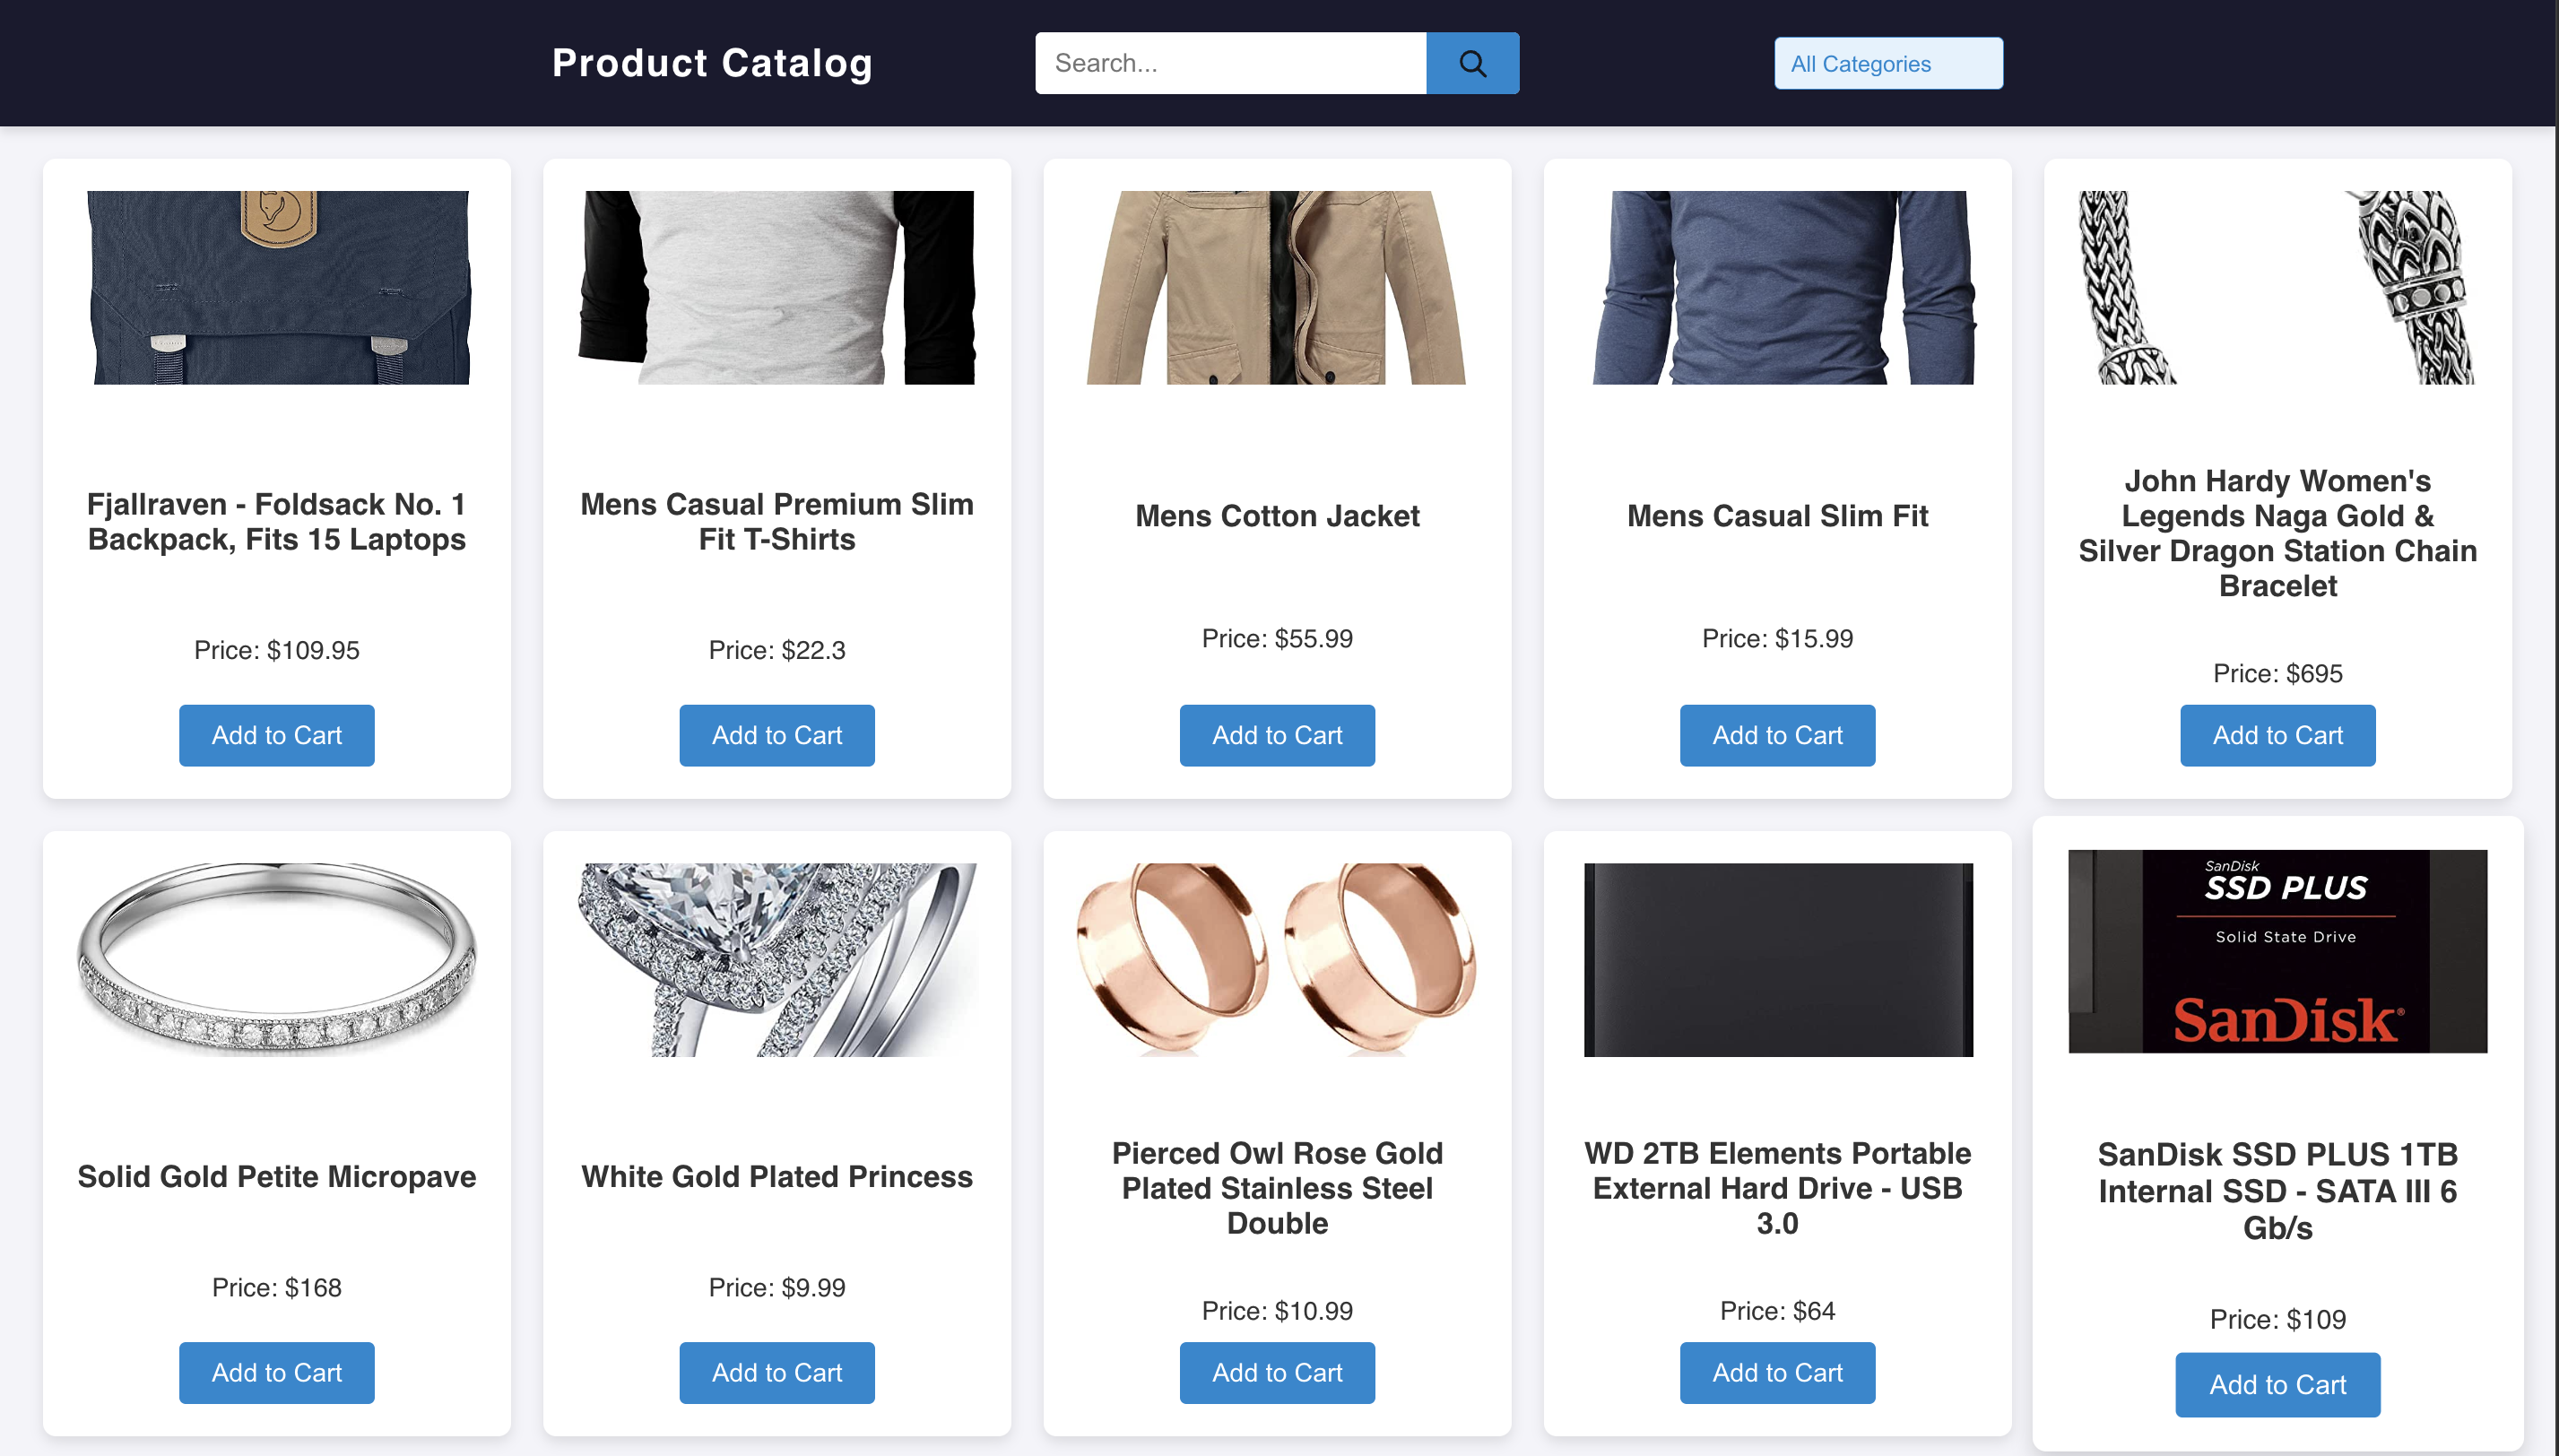 Product Catalog
Search...
All Categories
Fjallraven - Foldsack No. 1
Backpack, Fits 15 Laptops
Price: $109.95
Add to Cart
Mens Casual Premium Slim
Fit T-Shirts
Price: $22.3
Add to Cart
Mens Cotton Jacket
Price: $55.99
Add to Cart
Mens Casual Slim Fit
Price: $15.99
Add to Cart
John Hardy Women's
Legends Naga Gold &
Silver Dragon Station Chain
Bracelet
Price: $695
Add to Cart
Solid Gold Petite Micropave
Price: $168
Add to Cart
White Gold Plated Princess
Price: $9.99
Add to Cart
Pierced Owl Rose Gold
Plated Stainless Steel
Double
Price: $10.99
Add to Cart
WD 2TB Elements Portable
External Hard Drive - USB
3.0
Price: $64
Add to Cart
SanDisk
SSD PLUS
Solid State Drive
SanDisk®
SanDisk SSD PLUS 1TB
Internal SSD - SATA III 6
Gb/s
Price: $109
Add to Cart